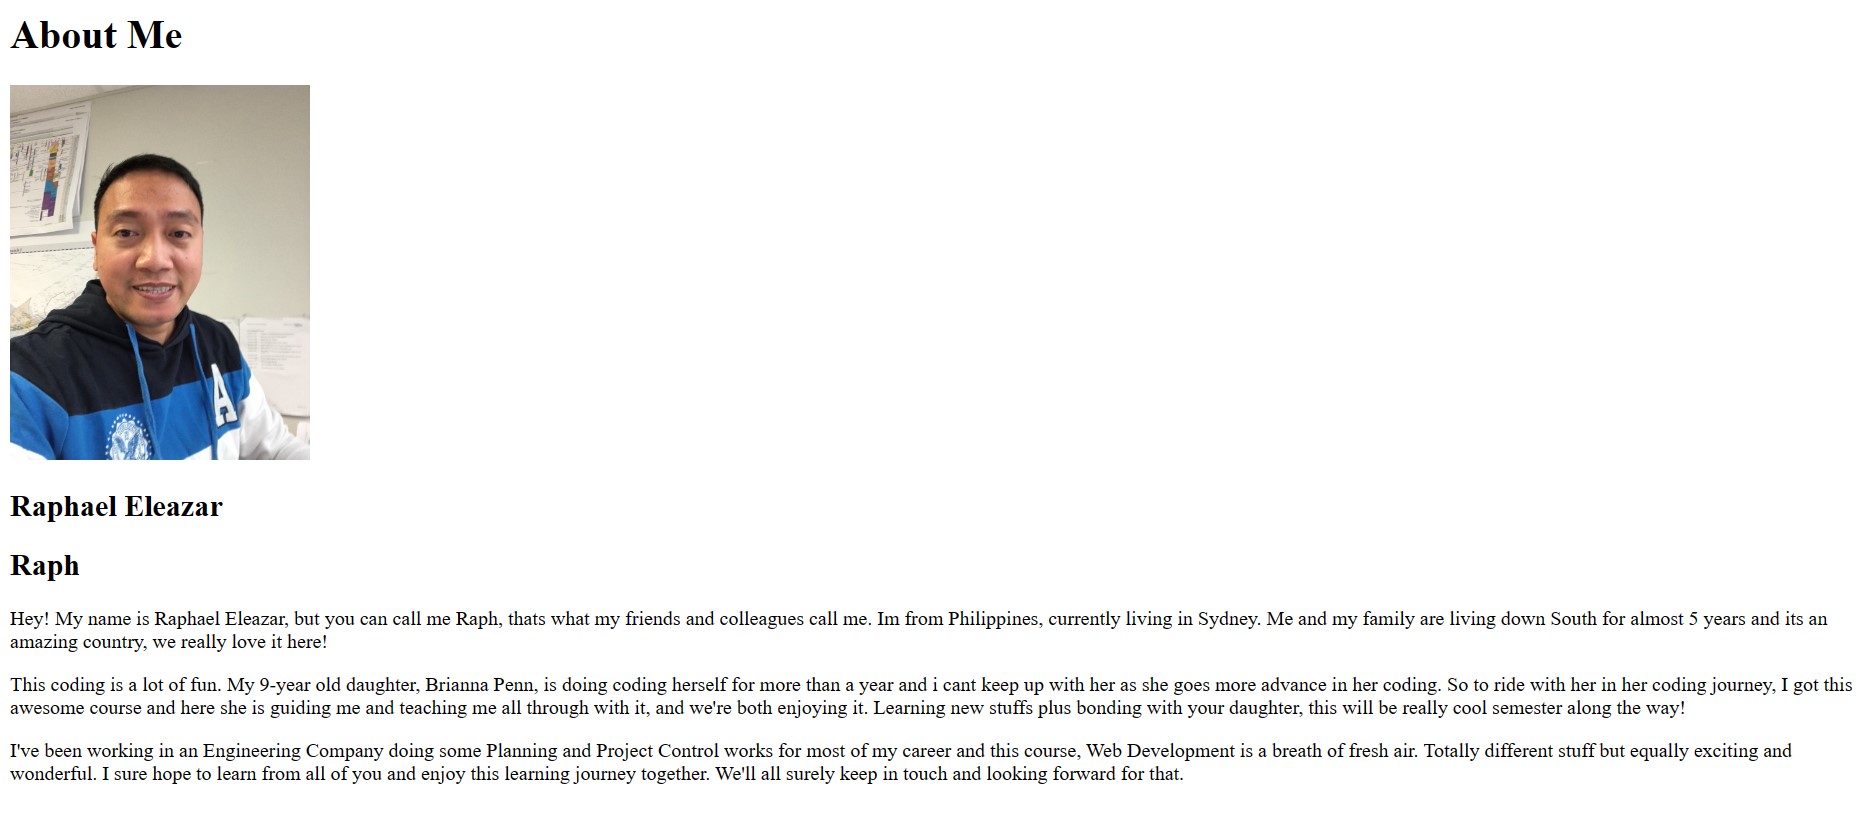 About Me
A
Raphael Eleazar
Raph
Hey! My name is Raphael Eleazar, but you can call me Raph, thats what my friends and colleagues call me. Im from Philippines, currently living in Sydney. Me and my family are living down South for almost 5 years and its an
amazing country, we really love it here!
This coding is a lot of fun. My 9-year old daughter, Brianna Penn, is doing coding herself for more than a year and i cant keep up with her as she goes more advance in her coding. So to ride with her in her coding journey, I got this
awesome course and here she is guiding me and teaching me all through with it, and we're both enjoying it. Learning new stuffs plus bonding with your daughter, this will be really cool semester along the way!
I've been working in an Engineering Company doing some Planning and Project Control works for most of my career and this course, Web Development is a breath of fresh air. Totally different stuff but equally exciting and
wonderful. I sure hope to learn from all of you and enjoy this learning journey together. We'll all surely keep in touch and looking forward for that.